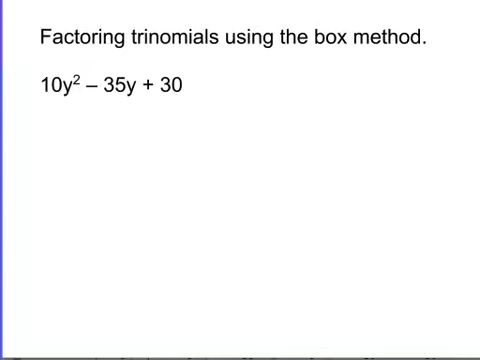 Factoring trinomials using the box method.
10y² – 35y + 30